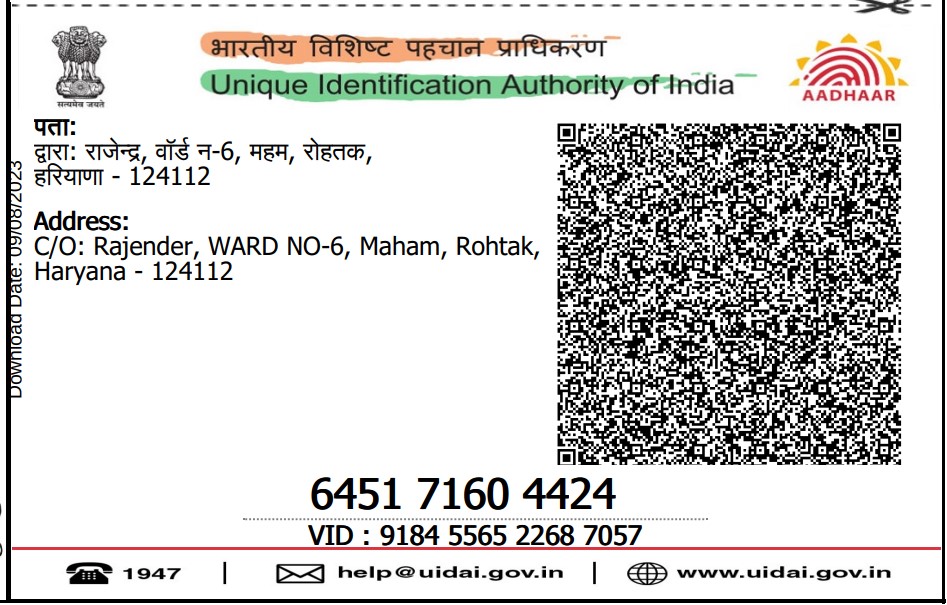 भारतीय विशिष्ट पहचान प्राधिकरण
Unique Identification Authority of India
सत्यमेव जयते
AADHAAR
पता:
द्वारा: राजेन्द्र, वॉर्ड न-6, महम, रोहतक,
हरियाणा - 124112
Address:
C/O: Rajender, WARD NO-6, Maham, Rohtak,
Haryana - 124112
Download Date: 09/08/2023
6451 7160 4424
VID : 9184 5565 2268 7057
1947 | help@uidai.gov.in | www.uidai.gov.in